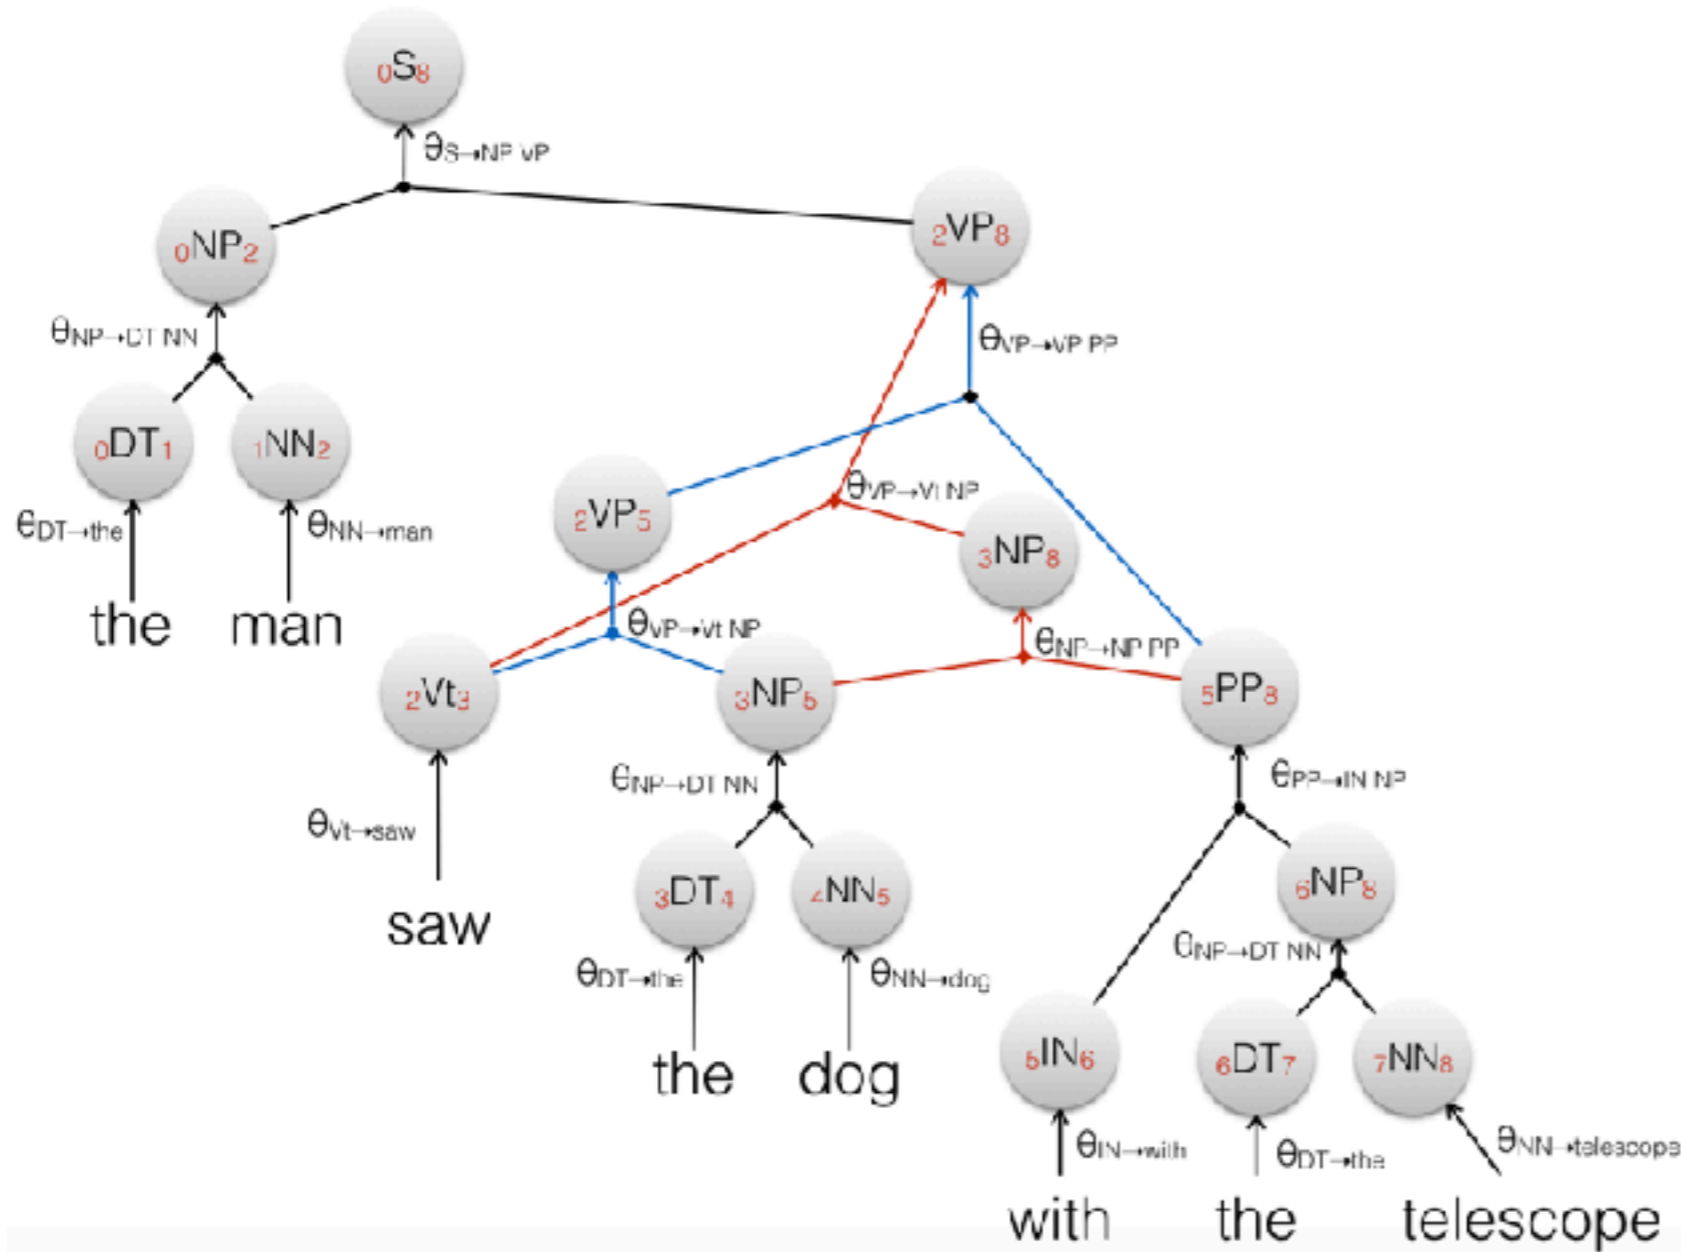 0S8
θS→NP VP
0NP2
2VP8
θNP→DT NN
θVP→VP PP
0DT1
1NN2
θDT→the
θNN→man
2VP5
θVP→Vt NP
3NP8
the man
θVP→Vt NP
θNP→NP PP
2Vt3
3NP5
5PP8
θNP→DT NN
θPP→IN NP
θVt→saw
3DT4
4NN5
6NP8
saw
θNP→DT NN
θDT→the
θNN→dog
5IN6
6DT7
7NN8
the dog
θIN→with
θDT→the
θNN→telescope
with the telescope